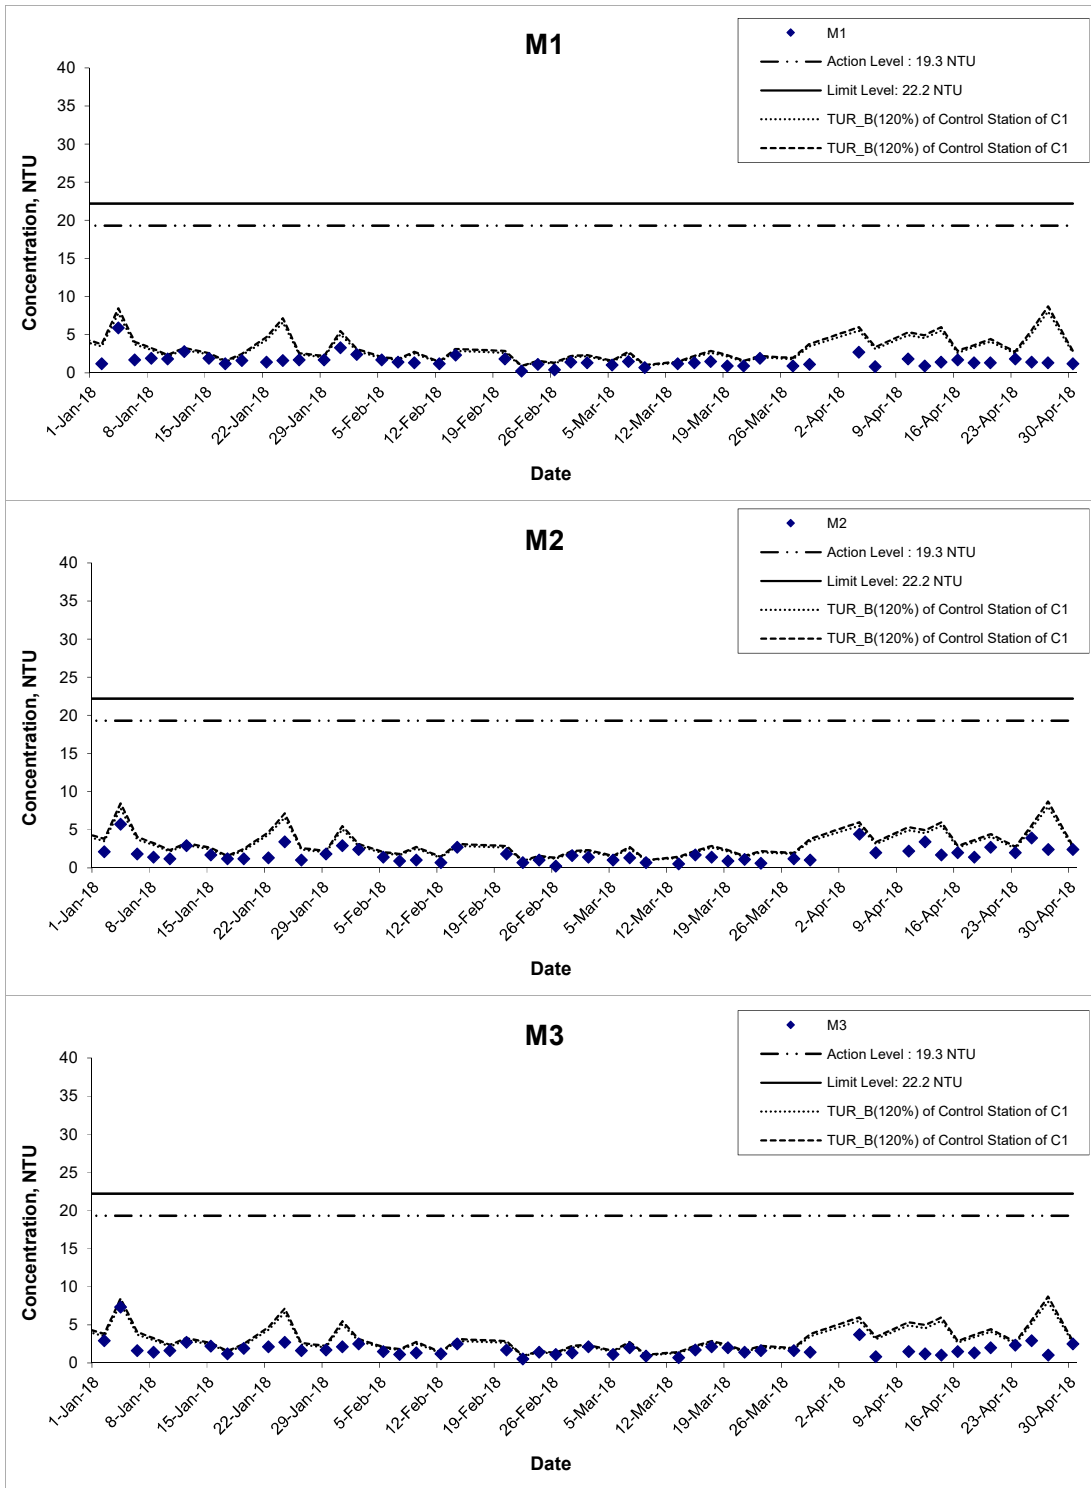 M1
M1
Action Level : 19.3 NTU
Limit Level: 22.2 NTU
TUR_B(120%) of Control Station of C1
TUR_B(120%) of Control Station of C1
Concentration, NTU
40
35
30
25
20
15
10
5
0
1-Jan-18
8-Jan-18
15-Jan-18
22-Jan-18
29-Jan-18
5-Feb-18
12-Feb-18
19-Feb-18
26-Feb-18
5-Mar-18
12-Mar-18
19-Mar-18
26-Mar-18
2-Apr-18
9-Apr-18
16-Apr-18
23-Apr-18
30-Apr-18
Date
M2
M2
Action Level : 19.3 NTU
Limit Level: 22.2 NTU
TUR_B(120%) of Control Station of C1
TUR_B(120%) of Control Station of C1
Concentration, NTU
40
35
30
25
20
15
10
5
0
1-Jan-18
8-Jan-18
15-Jan-18
22-Jan-18
29-Jan-18
5-Feb-18
12-Feb-18
19-Feb-18
26-Feb-18
5-Mar-18
12-Mar-18
19-Mar-18
26-Mar-18
2-Apr-18
9-Apr-18
16-Apr-18
23-Apr-18
30-Apr-18
Date
M3
M3
Action Level : 19.3 NTU
Limit Level: 22.2 NTU
TUR_B(120%) of Control Station of C1
TUR_B(120%) of Control Station of C1
Concentration, NTU
40
35
30
25
20
15
10
5
0
1-Jan-18
8-Jan-18
15-Jan-18
22-Jan-18
29-Jan-18
5-Feb-18
12-Feb-18
19-Feb-18
26-Feb-18
5-Mar-18
12-Mar-18
19-Mar-18
26-Mar-18
2-Apr-18
9-Apr-18
16-Apr-18
23-Apr-18
30-Apr-18
Date